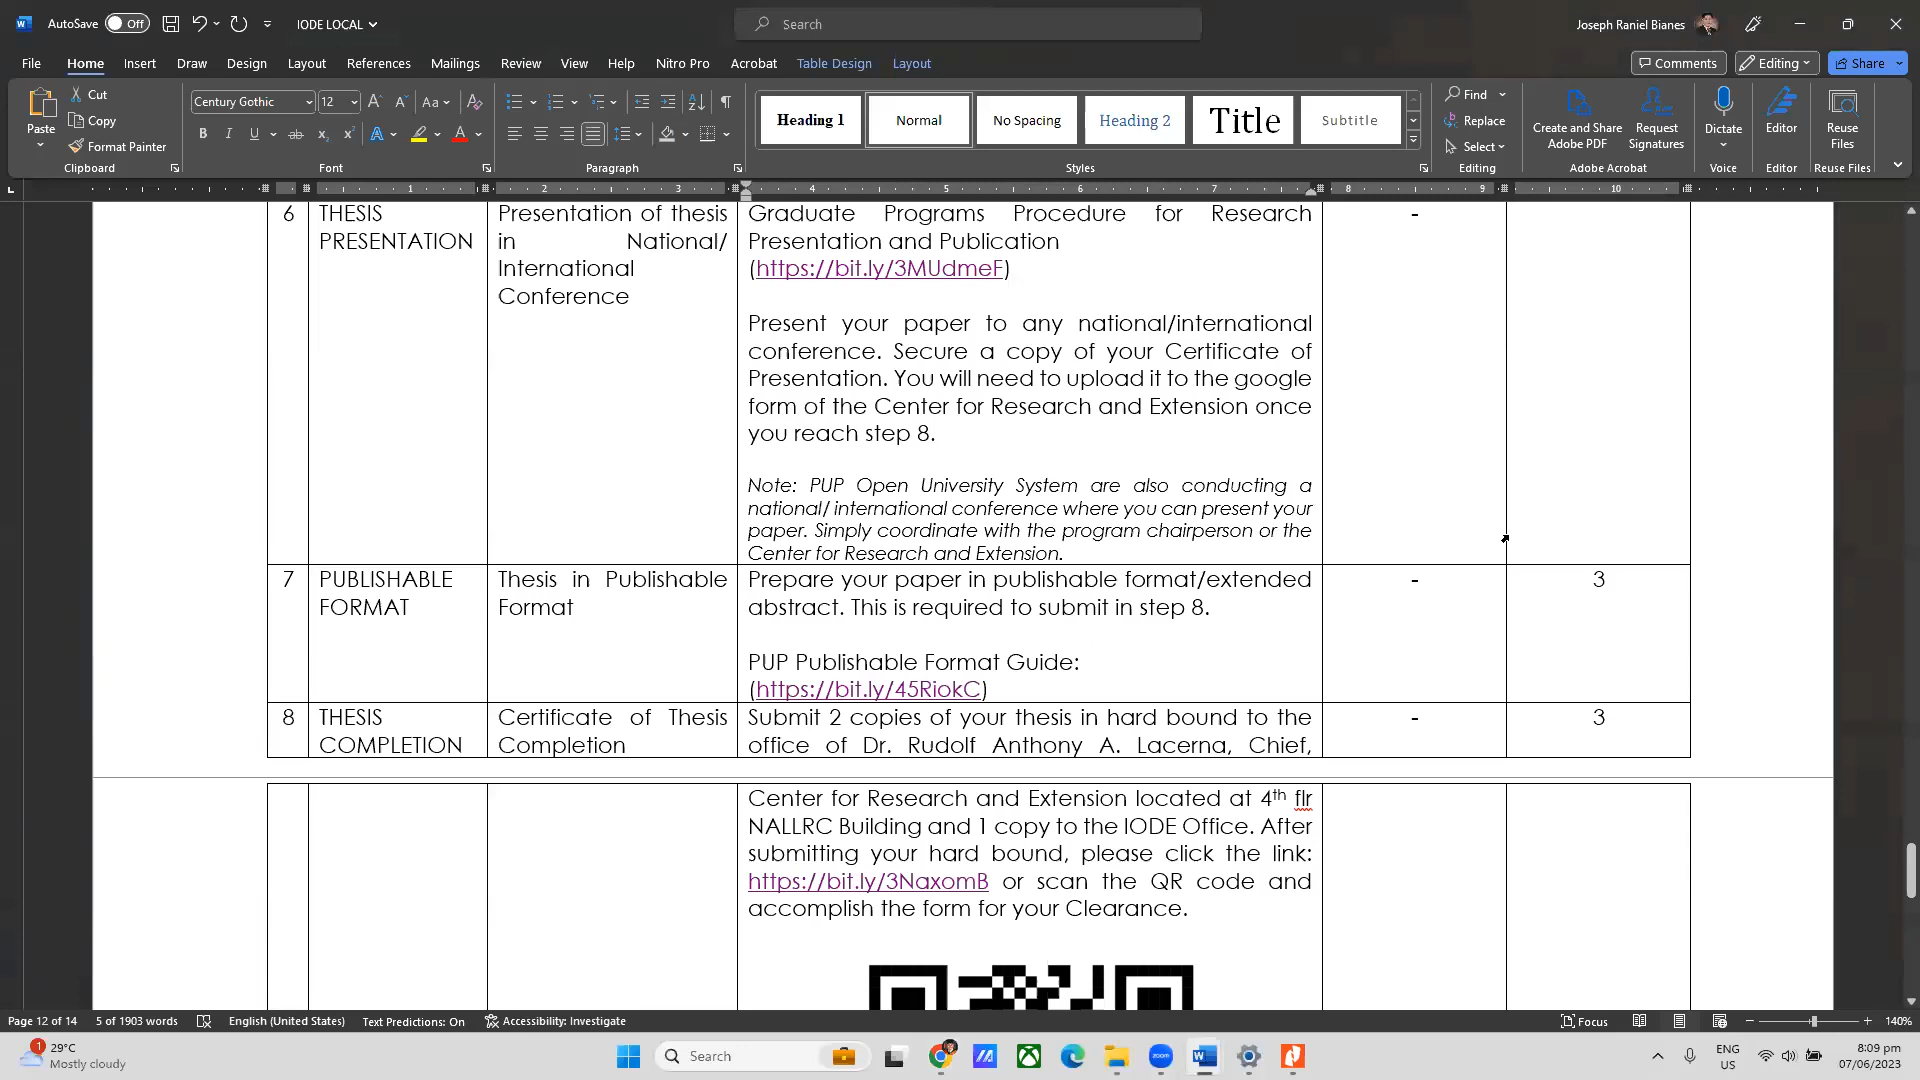 AutoSave Off IODE LOCAL Search Joseph Raniel Bianes
File Home Insert Draw Design Layout References Mailings Review View Help Nitro Pro Acrobat Table Design Layout Comments Editing Share
Paste Cut Copy Format Painter Clipboard
Century Gothic 12 Font
Paragraph
Heading 1 Normal No Spacing Heading 2 Title Subtitle Styles
Find Replace Select Editing
Create and Share Adobe PDF Request Signatures Adobe Acrobat
Dictate Voice
Editor Editor
Reuse Files Reuse Files
1 2 3 4 5 6 7 8 9 10
6 THESIS PRESENTATION
Presentation of thesis
in National/
International
Conference
Graduate Programs Procedure for Research
Presentation and Publication
(https://bit.ly/3MUdmeF)
Present your paper to any national/international
conference. Secure a copy of your Certificate of
Presentation. You will need to upload it to the google
form of the Center for Research and Extension once
you reach step 8.
Note: PUP Open University System are also conducting a
national/ international conference where you can present your
paper. Simply coordinate with the program chairperson or the
Center for Research and Extension.
-
7 PUBLISHABLE FORMAT
Thesis in Publishable
Format
Prepare your paper in publishable format/extended
abstract. This is required to submit in step 8.
PUP Publishable Format Guide:
(https://bit.ly/45RiokC)
- 3
8 THESIS COMPLETION
Certificate of Thesis
Completion
Submit 2 copies of your thesis in hard bound to the
office of Dr. Rudolf Anthony A. Lacerna, Chief,
- 3
Center for Research and Extension located at 4th flr
NALLRC Building and 1 copy to the IODE Office. After
submitting your hard bound, please click the link:
https://bit.ly/3NaxomB or scan the QR code and
accomplish the form for your Clearance.
Page 12 of 14 5 of 1903 words English (United States) Text Predictions: On Accessibility: Investigate Focus 140%
1 29°C
Mostly cloudy
Search
zoom
ENG
US
8:09 pm
07/06/2023